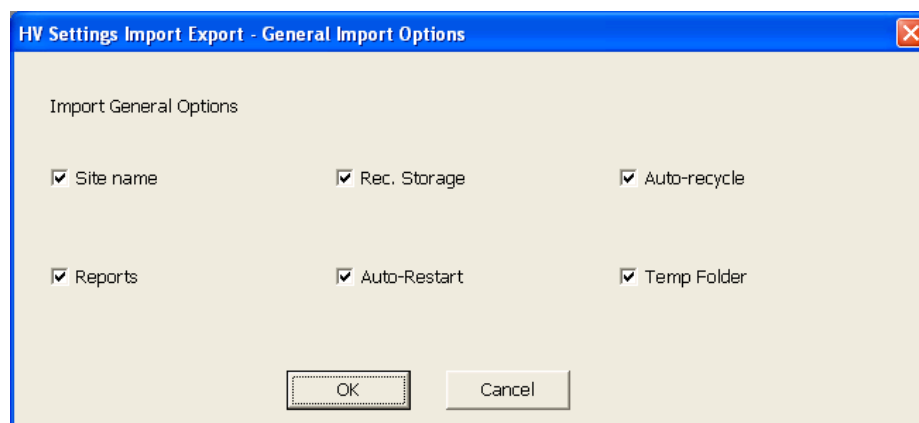 HV Settings Import Export - General Import Options
Import General Options
Site name Rec. Storage Auto-recycle
Reports Auto-Restart Temp Folder
OK Cancel